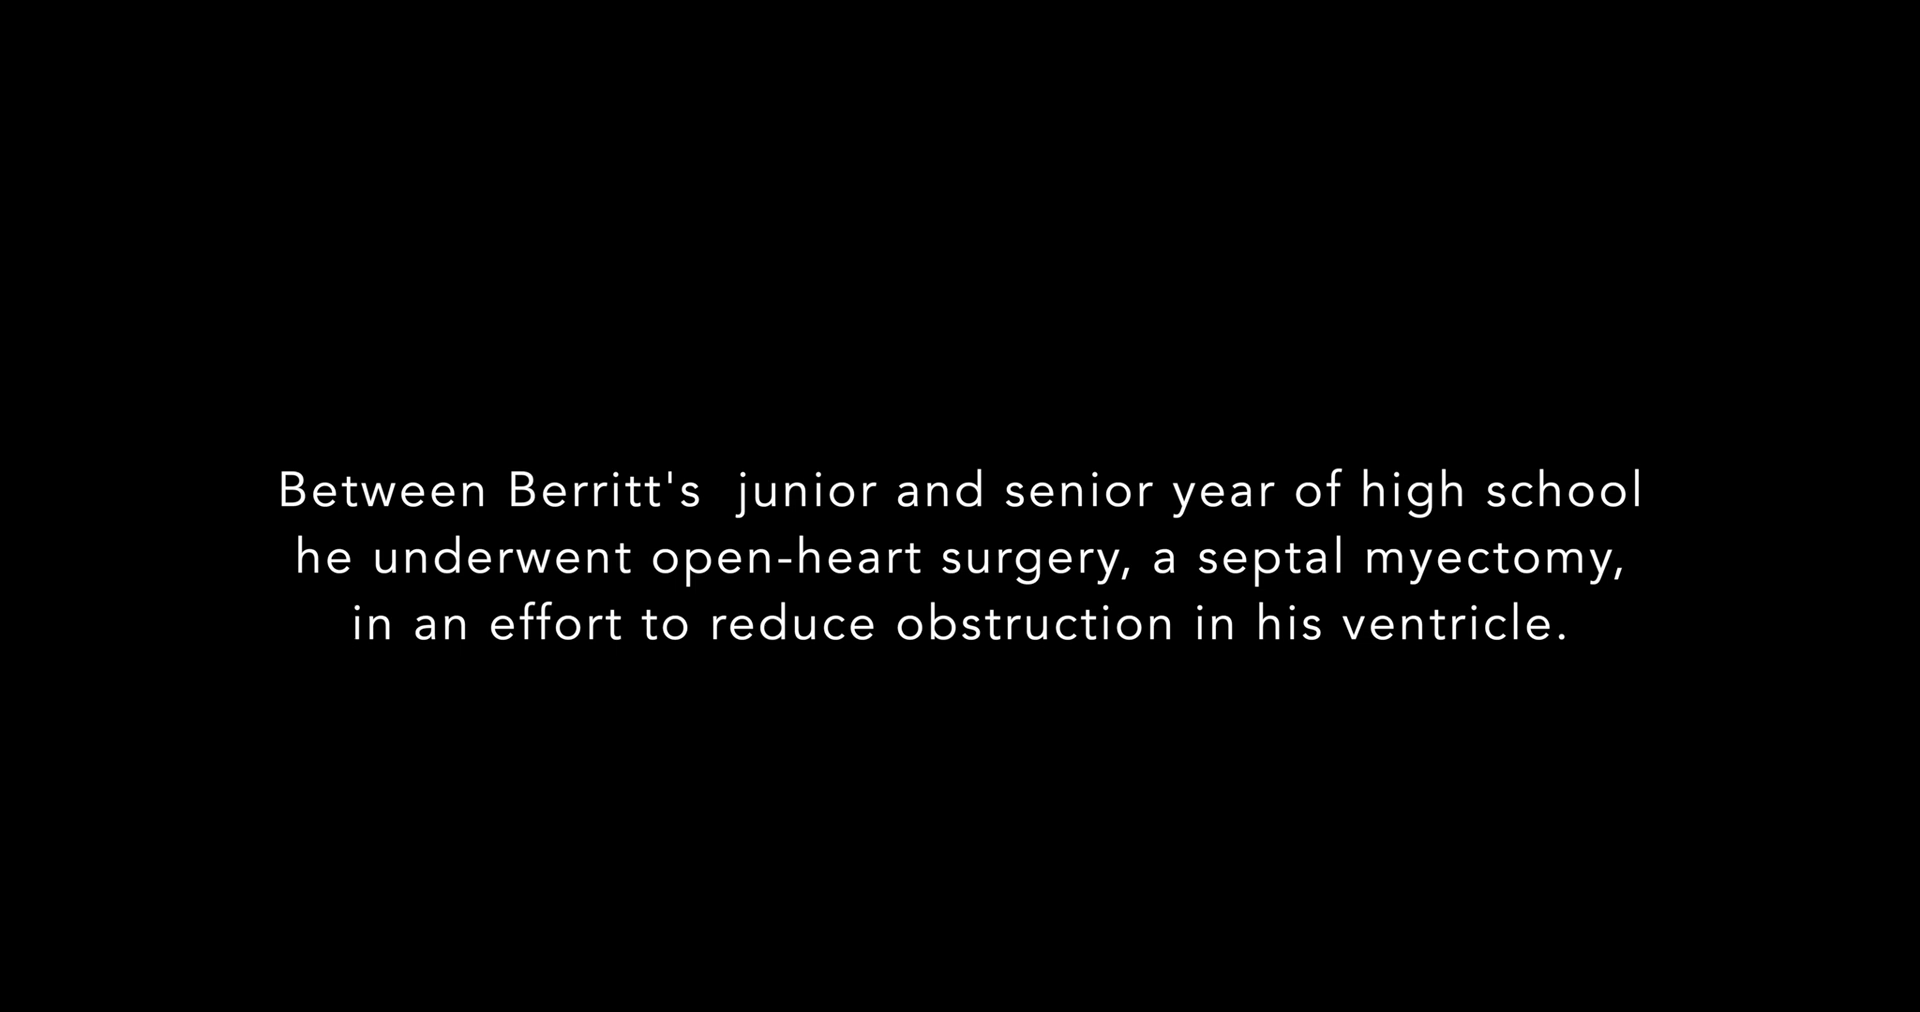 Between Berritt's  junior and senior year of high school
he underwent open-heart surgery, a septal myectomy,
in an effort to reduce obstruction in his ventricle.